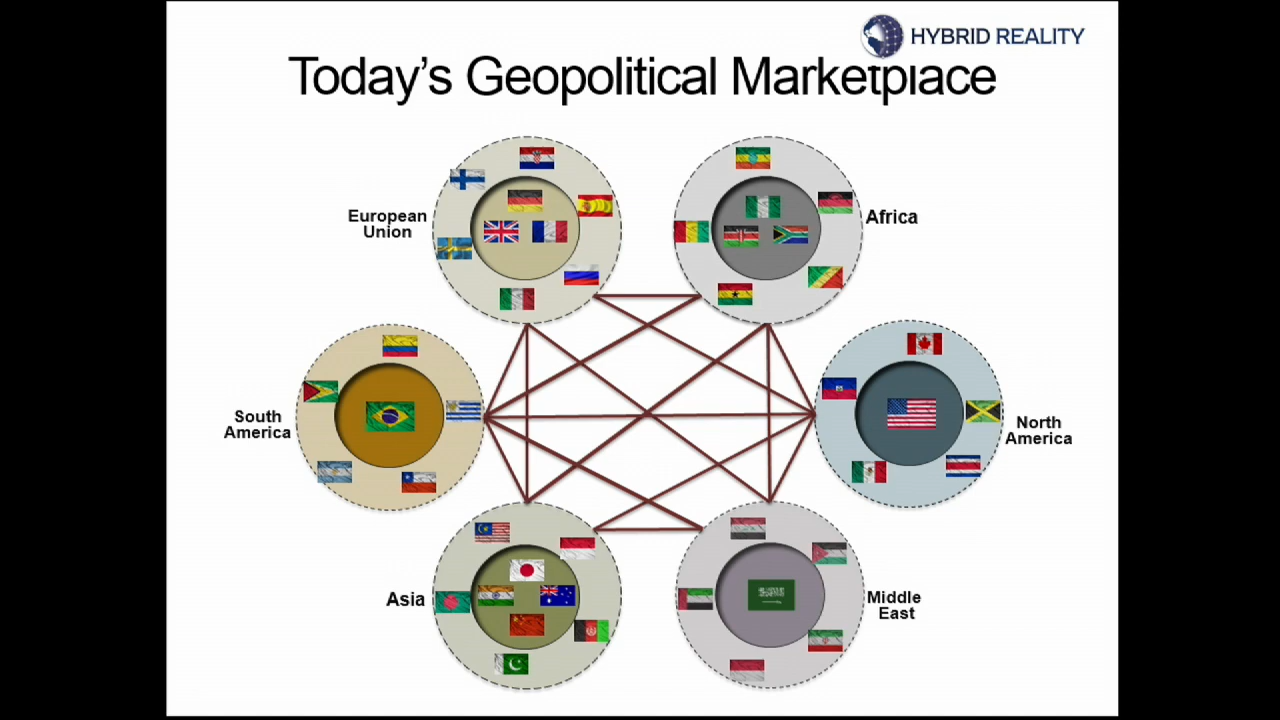 HYBRID REALITY
Today's Geopolitical Marketplace
European
Union
Africa
South
America
North
America
Asia
Middle
East